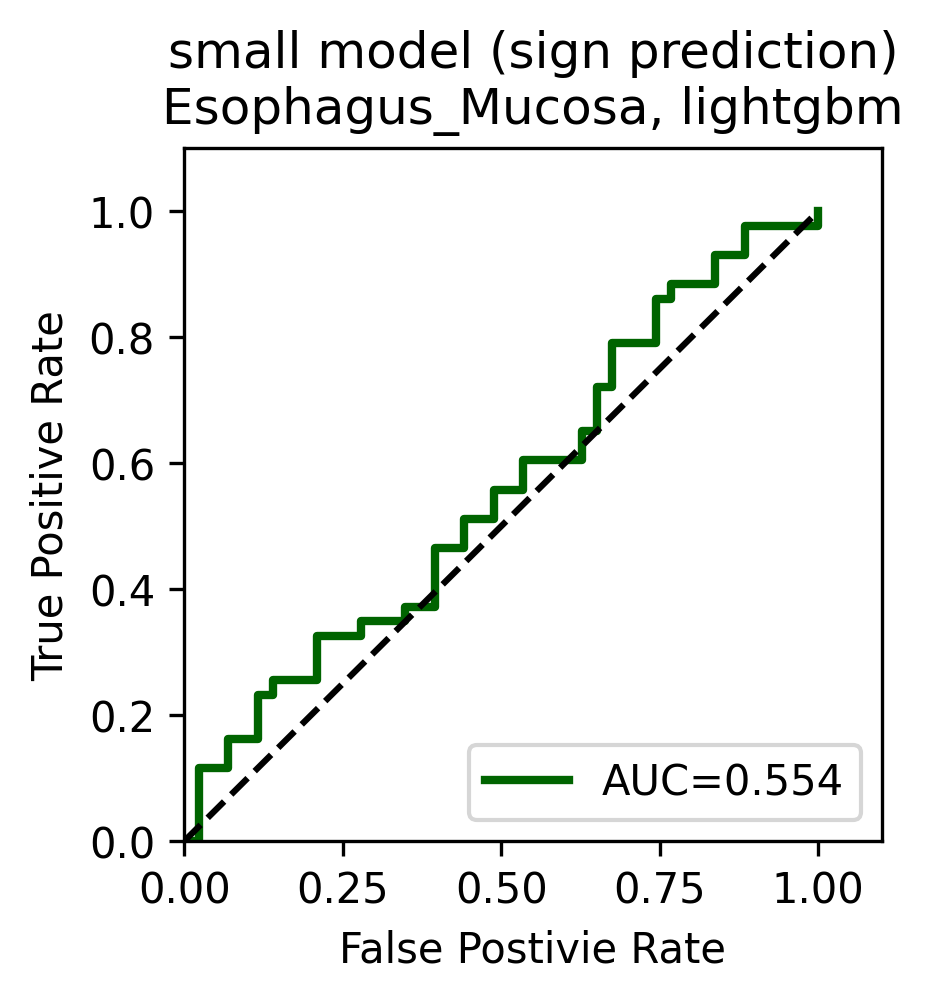 small model (sign prediction)
Esophagus_Mucosa, lightgbm
True Positive Rate
1.0
0.8
0.6
0.4
0.2
0.0
AUC=0.554
0.00 0.25 0.50 0.75 1.00
False Postivie Rate